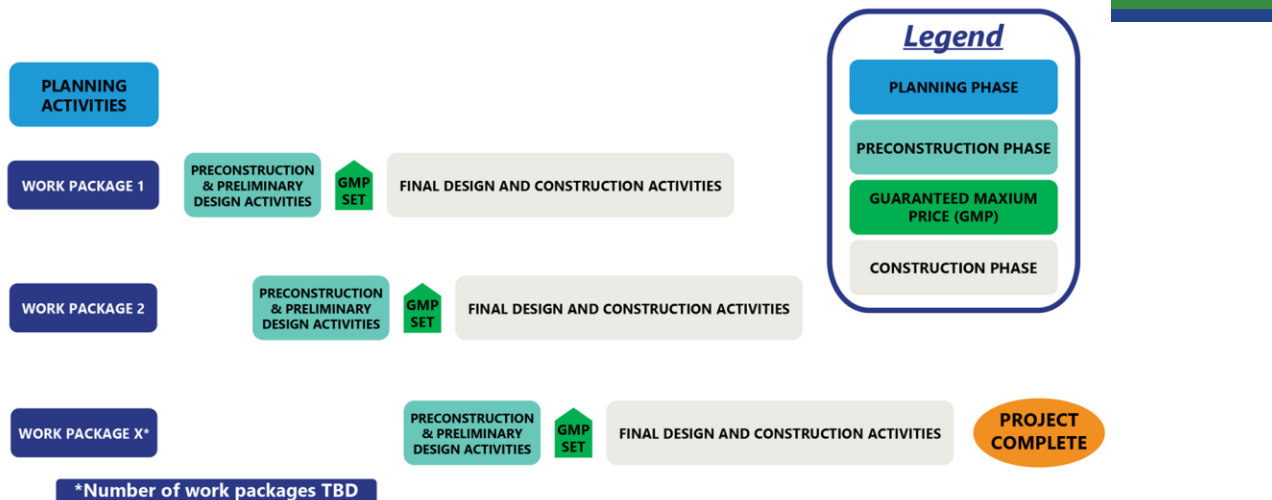 Legend
PLANNING PHASE
PRECONSTRUCTION PHASE
GUARANTEED MAXIUM
PRICE (GMP)
CONSTRUCTION PHASE
PLANNING
ACTIVITIES
WORK PACKAGE 1
PRECONSTRUCTION
& PRELIMINARY
DESIGN ACTIVITIES
GMP
SET
FINAL DESIGN AND CONSTRUCTION ACTIVITIES
WORK PACKAGE 2
PRECONSTRUCTION
& PRELIMINARY
DESIGN ACTIVITIES
GMP
SET
FINAL DESIGN AND CONSTRUCTION ACTIVITIES
WORK PACKAGE X*
PRECONSTRUCTION
& PRELIMINARY
DESIGN ACTIVITIES
GMP
SET
FINAL DESIGN AND CONSTRUCTION ACTIVITIES
PROJECT
COMPLETE
*Number of work packages TBD